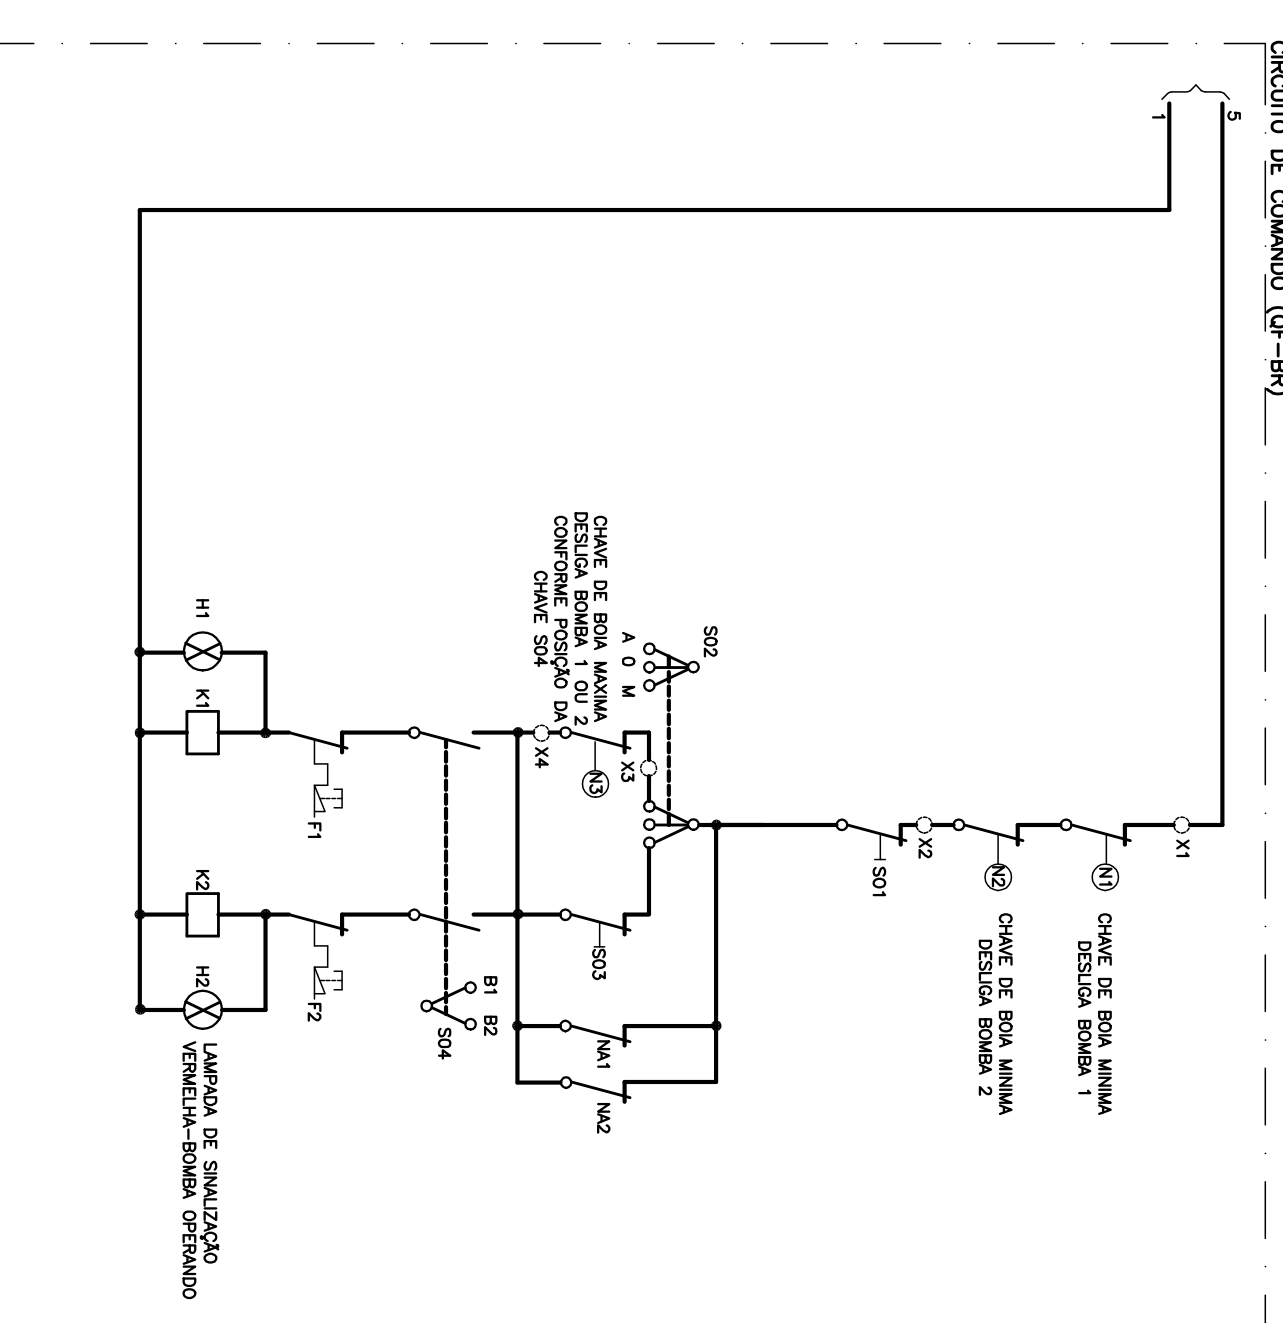 CIRCUITO DE COMANDO (QF-BR)
5
1
X1
N1
CHAVE DE BOIA MINIMA
DESLIGA BOMBA 1
N2
CHAVE DE BOIA MINIMA
DESLIGA BOMBA 2
X2
S01
S02
A O M
CHAVE DE BOIA MAXIMA
DESLIGA BOMBA 1 OU 2
CONFORME POSIÇÃO DA
CHAVE S04
X3
N3
X4
S03
NA1
NA2
B1 B2
S04
F1
F2
H1
K1
K2
H2
LAMPADA DE SINALIZAÇÃO
VERMELHA-BOMBA OPERANDO